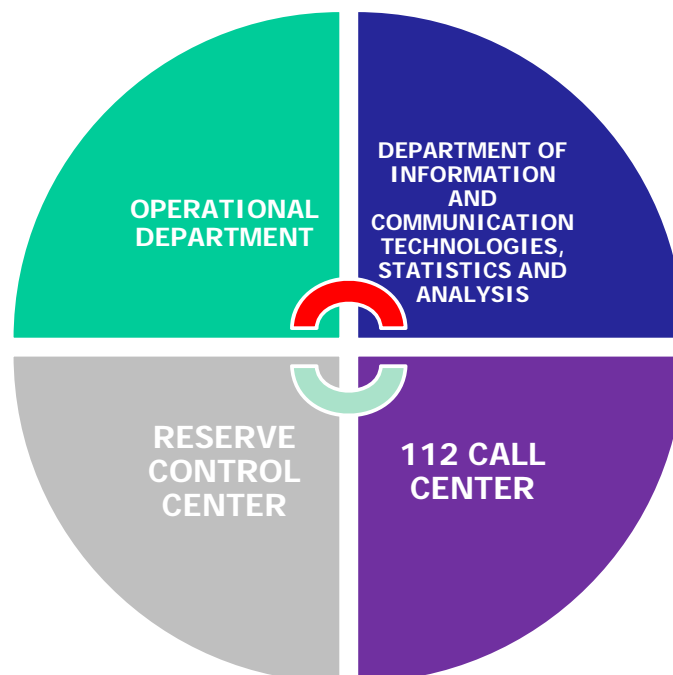 OPERATIONAL
DEPARTMENT
DEPARTMENT OF
INFORMATION
AND
COMMUNICATION
TECHNOLOGIES,
STATISTICS AND
ANALYSIS
RESERVE
CONTROL
CENTER
112 CALL
CENTER